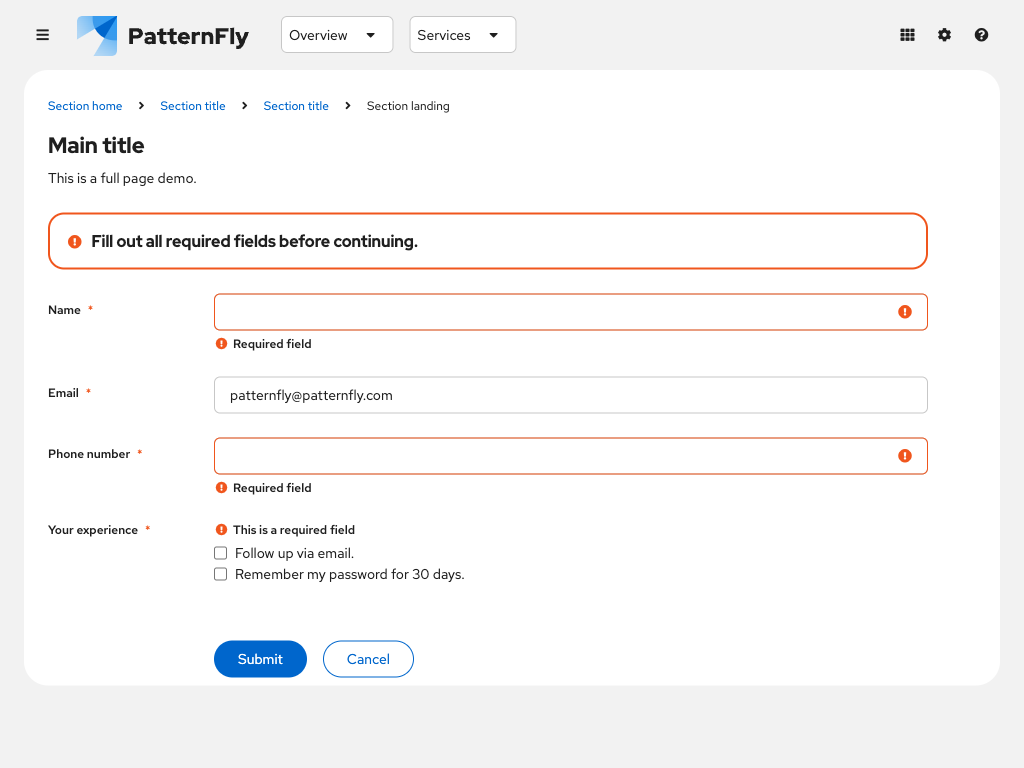 PatternFly Overview Services
Section home Section title Section title Section landing
Main title
This is a full page demo.
Fill out all required fields before continuing.
Name *
Required field
Email * patternfly@patternfly.com
Phone number *
Required field
Your experience * This is a required field
Follow up via email.
Remember my password for 30 days.
Submit Cancel